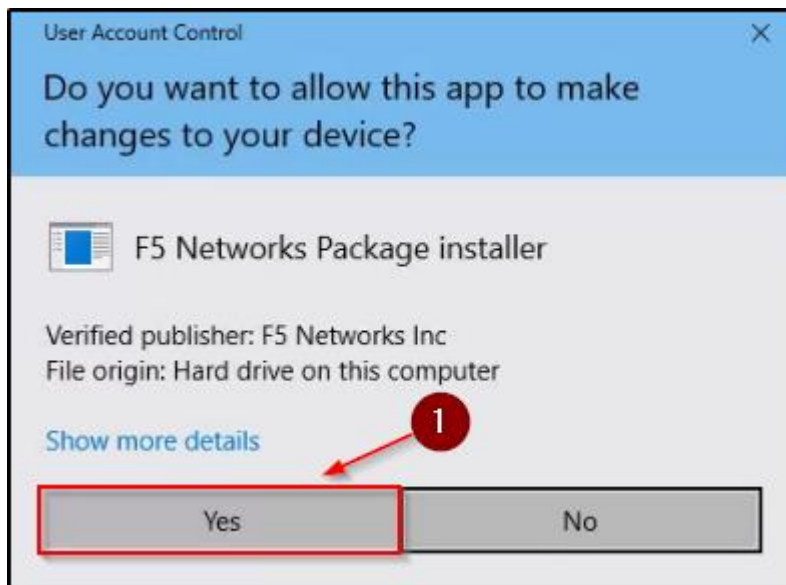 User Account Control
Do you want to allow this app to make
changes to your device?
F5 Networks Package installer
Verified publisher: F5 Networks Inc
File origin: Hard drive on this computer
Show more details
1
Yes
No